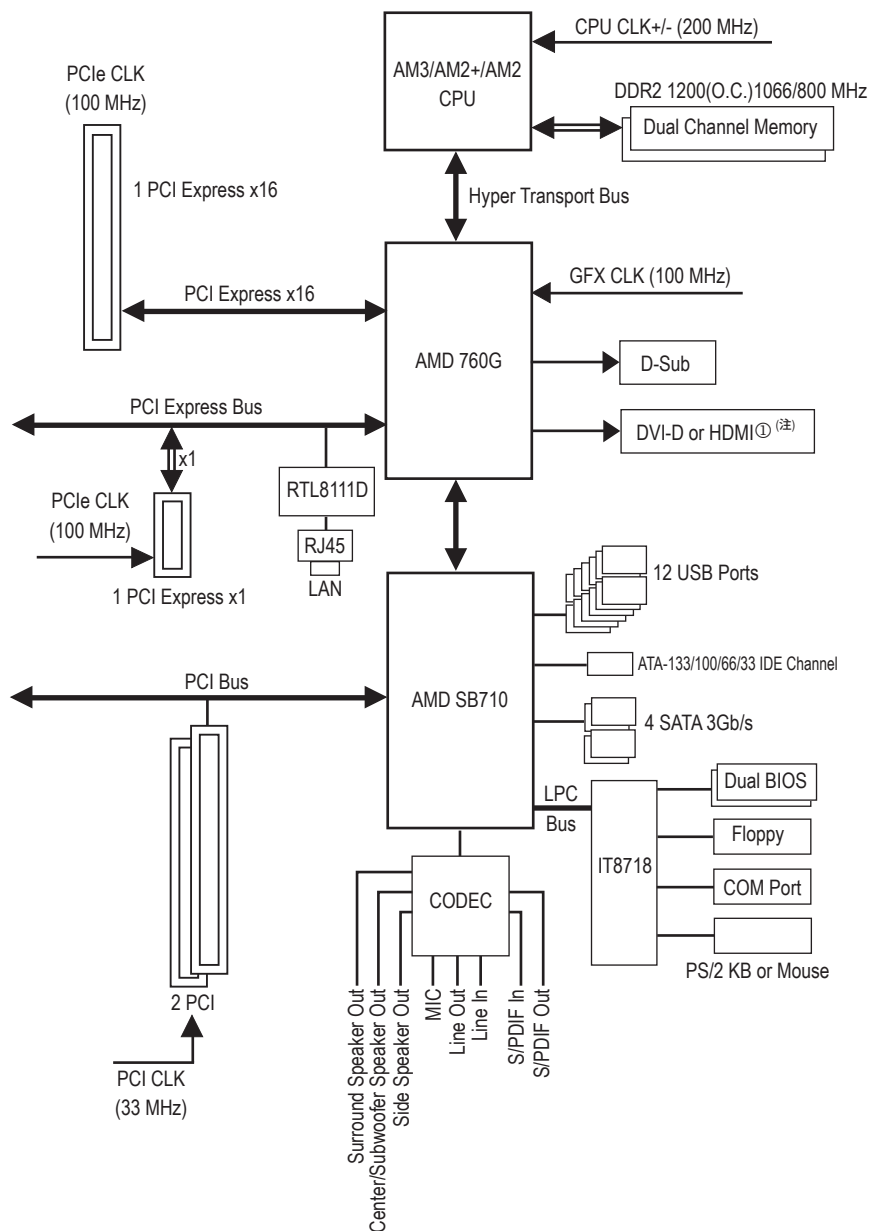 CPU CLK+/- (200 MHz)
AM3/AM2+/AM2
CPU
PCIe CLK
(100 MHz)
DDR2 1200(O.C.)1066/800 MHz
Dual Channel Memory
1 PCI Express x16
Hyper Transport Bus
GFX CLK (100 MHz)
PCI Express x16
AMD 760G
D-Sub
PCI Express Bus
DVI-D or HDMI① (注)
x1
RTL8111D
PCIe CLK
(100 MHz)
RJ45
LAN
1 PCI Express x1
12 USB Ports
ATA-133/100/66/33 IDE Channel
PCI Bus
AMD SB710
4 SATA 3Gb/s
LPC
Bus
Dual BIOS
Floppy
IT8718
COM Port
PS/2 KB or Mouse
CODEC
2 PCI
PCI CLK
(33 MHz)
Surround Speaker Out
Center/Subwoofer Speaker Out
Side Speaker Out
MIC
Line Out
Line In
S/PDIF In
S/PDIF Out